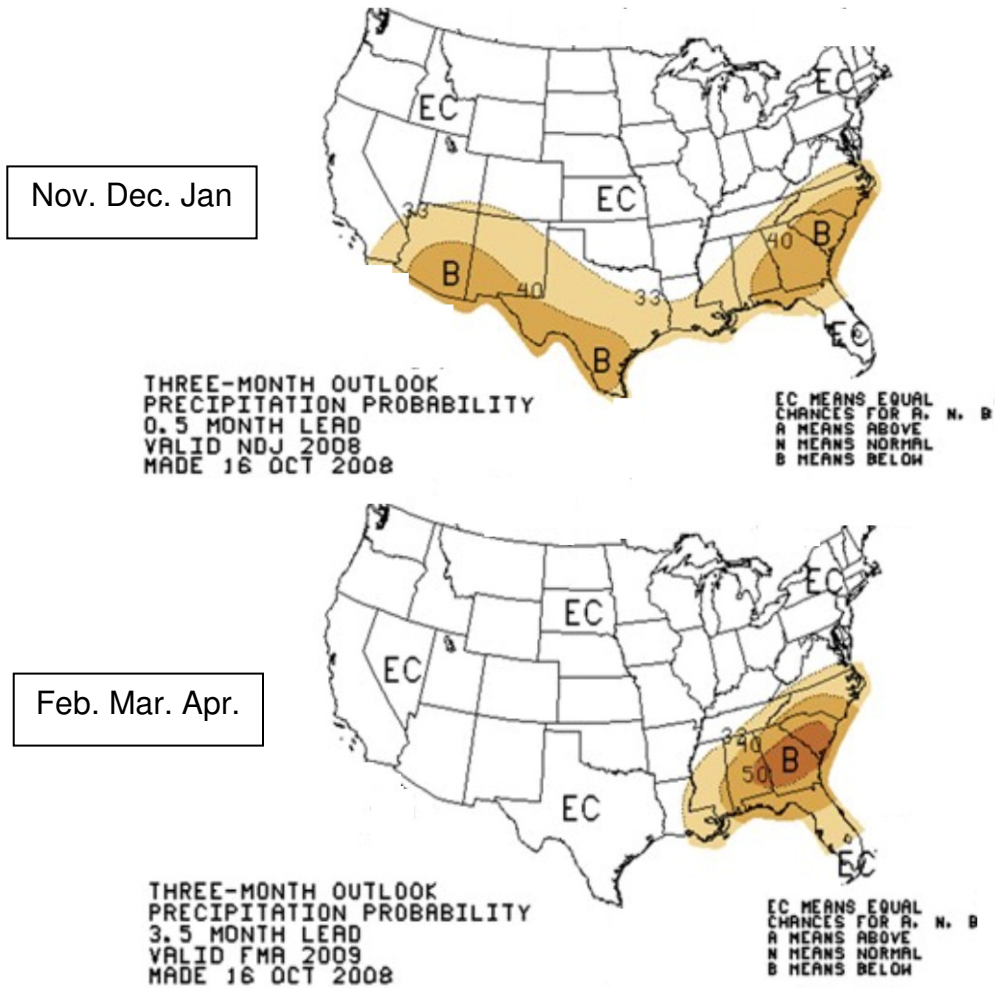 EC
EC
Nov. Dec. Jan
EC
33
B
40
B
40
33
EC
B
THREE-MONTH OUTLOOK
PRECIPITATION PROBABILITY
0.5 MONTH LEAD
VALID NDJ 2008
MADE 16 OCT 2008
EC MEANS EQUAL
CHANCES FOR A, N, B
A MEANS ABOVE
N MEANS NORMAL
B MEANS BELOW
EC
EC
EC
Feb. Mar. Apr.
33
40
B
50
EC
EC
THREE-MONTH OUTLOOK
PRECIPITATION PROBABILITY
3.5 MONTH LEAD
VALID FMA 2009
MADE 16 OCT 2008
EC MEANS EQUAL
CHANCES FOR A, N, B
A MEANS ABOVE
N MEANS NORMAL
B MEANS BELOW